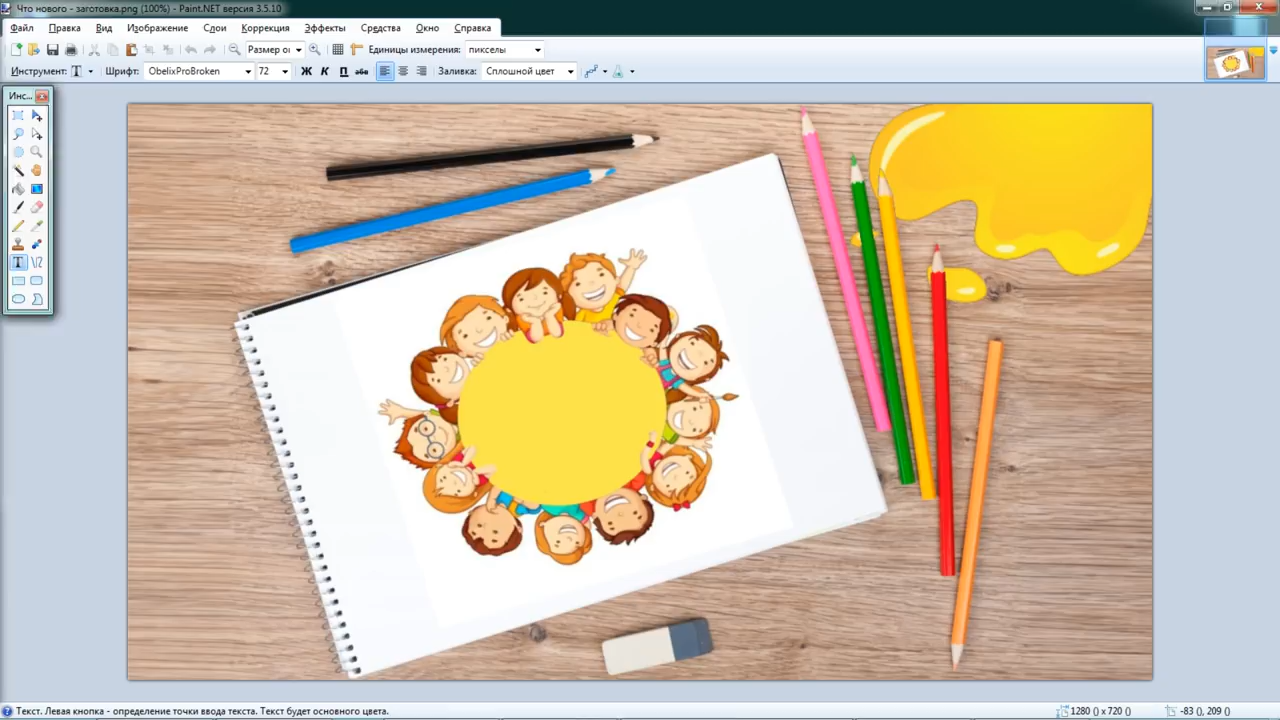 Что нового - заготовка.png (100%) - Paint.NET версия 3.5.10
Файл Правка Вид Изображение Слои Коррекция Эффекты Средства Окно Справка
Размер ог Единицы измерения: пикселы
Инструмент: T Шрифт: ObelixProBroken 72 Ж К П абв Заливка: Сплошной цвет
Инс...
Текст. Левая кнопка - определение точки ввода текста. Текст будет основного цвета.
1280 () x 720 () -83 (), 209 ()